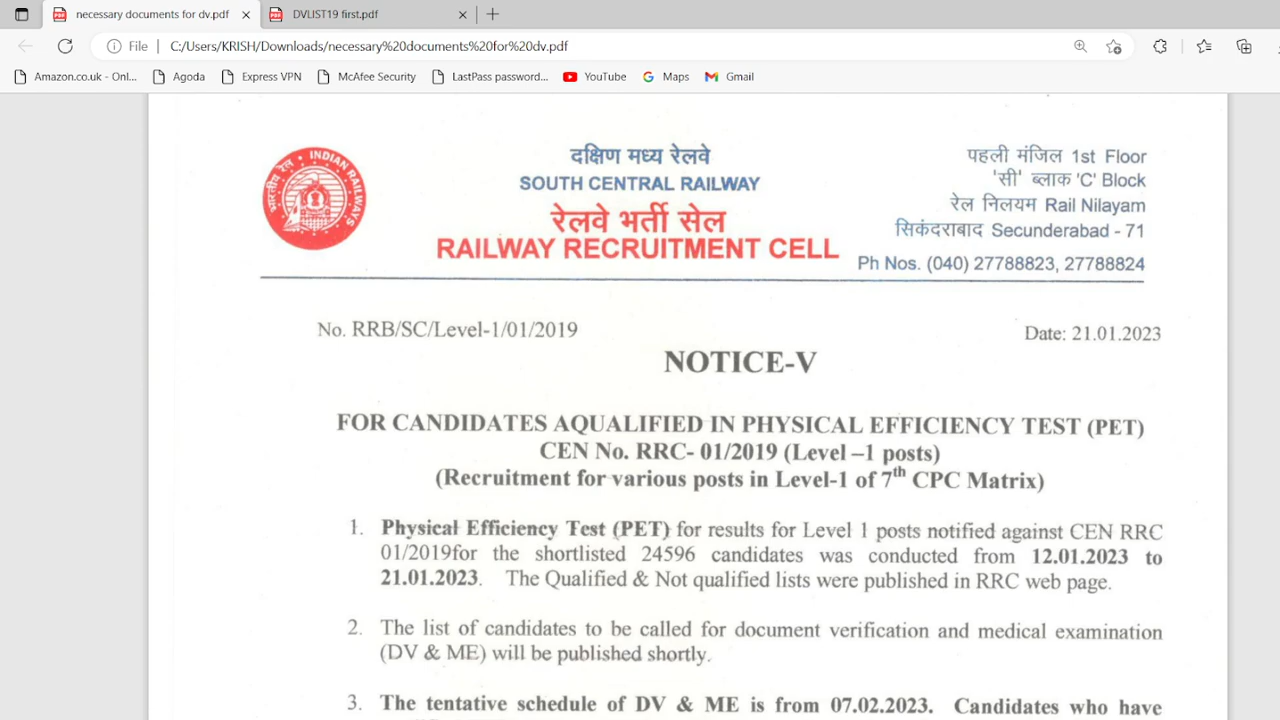 necessary documents for dv.pdf
DVLIST19 first.pdf
File
C:/Users/KRISH/Downloads/necessary%20documents%20for%20dv.pdf
Amazon.co.uk - Onl...
Agoda
Express VPN
McAfee Security
LastPass password...
YouTube
Maps
Gmail
भारतीय रेल INDIAN RAILWAYS
दक्षिण मध्य रेलवे
SOUTH CENTRAL RAILWAY
रेलवे भर्ती सेल
RAILWAY RECRUITMENT CELL
पहली मंजिल 1st Floor
'सी' ब्लाक 'C' Block
रेल निलयम Rail Nilayam
सिकंदराबाद Secunderabad - 71
Ph Nos. (040) 27788823, 27788824
No. RRB/SC/Level-1/01/2019
Date: 21.01.2023
NOTICE-V
FOR CANDIDATES AQUALIFIED IN PHYSICAL EFFICIENCY TEST (PET)
CEN No. RRC- 01/2019 (Level –1 posts)
(Recruitment for various posts in Level-1 of 7th CPC Matrix)
1. Physical Efficiency Test (PET) for results for Level 1 posts notified against CEN RRC
01/2019for the shortlisted 24596 candidates was conducted from 12.01.2023 to
21.01.2023. The Qualified & Not qualified lists were published in RRC web page.
2. The list of candidates to be called for document verification and medical examination
(DV & ME) will be published shortly.
3. The tentative schedule of DV & ME is from 07.02.2023. Candidates who have